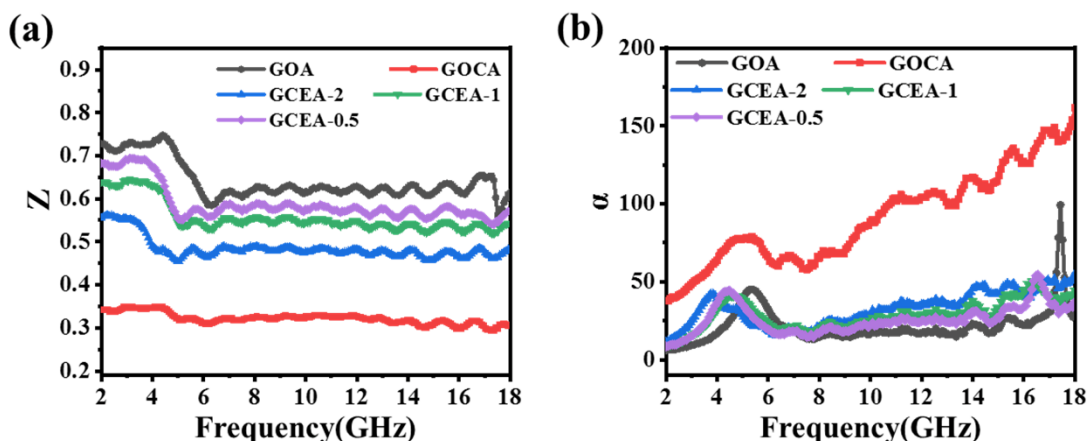 (a)
0.9
0.8
0.7
0.6
0.5
0.4
0.3
0.2
Z
GOA GOCA
GCEA-2 GCEA-1
GCEA-0.5
2 4 6 8 10 12 14 16 18
Frequency(GHz)
(b)
200
150
100
50
0
α
GOA GOCA
GCEA-2 GCEA-1
GCEA-0.5
2 4 6 8 10 12 14 16 18
Frequency(GHz)